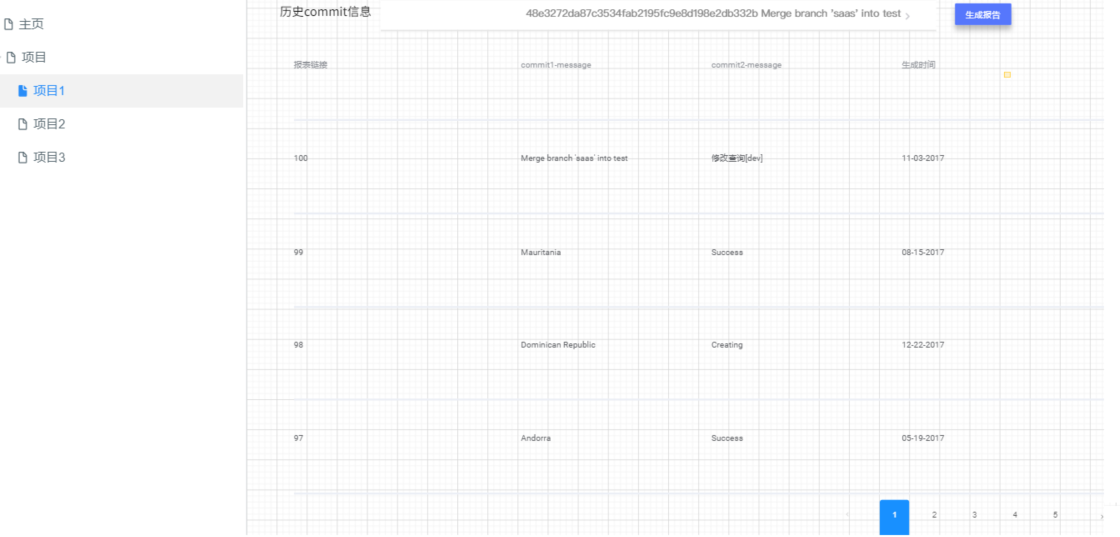 主页
项目
项目1
项目2
项目3
历史commit信息 48e3272da87c3534fab2195fc9e8d198e2db332b Merge branch 'saas' into test 生成报告
报表链接 commit1-message commit2-message 生成时间
100 Merge branch 'saas' into test 修改查询[dev] 11-03-2017
99 Mauritania Success 08-15-2017
98 Dominican Republic Creating 12-22-2017
97 Andorra Success 05-19-2017
1 2 3 4 5